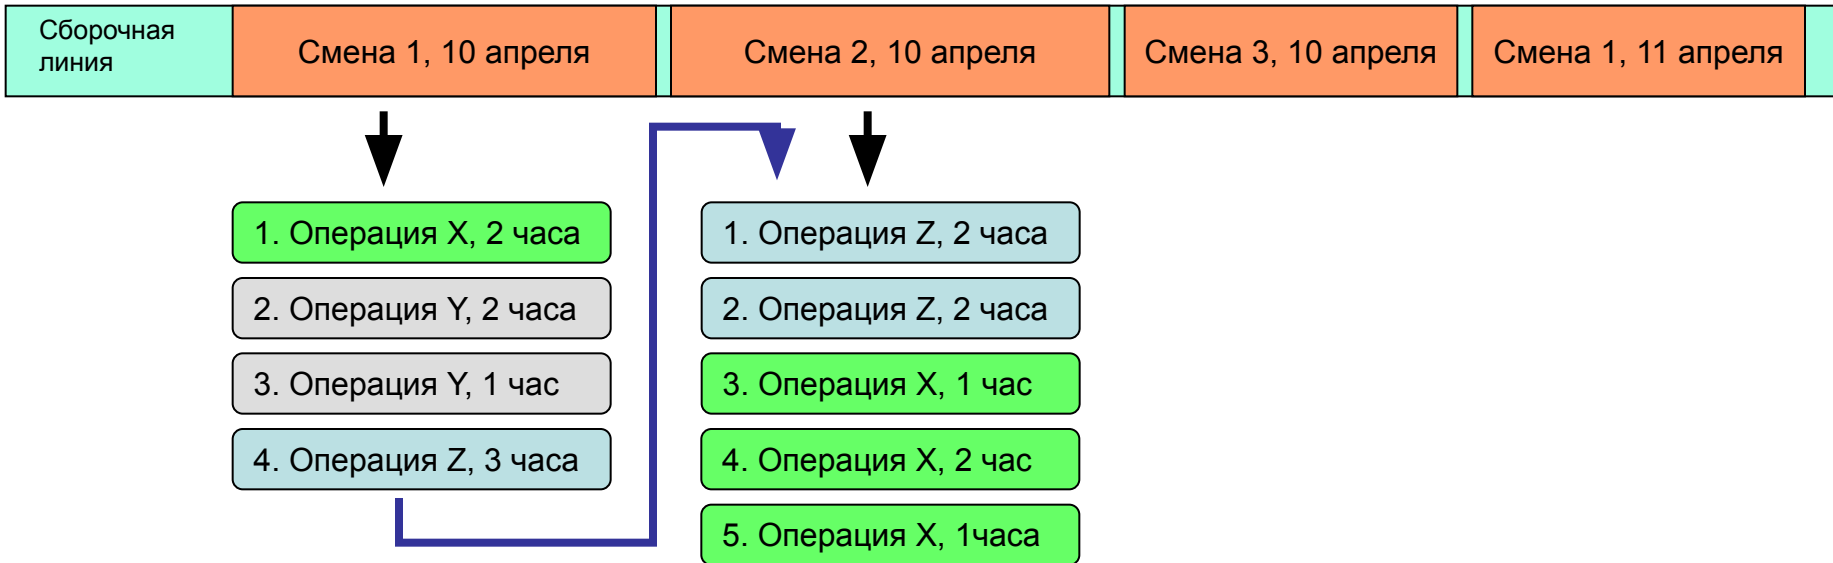 Сборочная
линия
Смена 1, 10 апреля
Смена 2, 10 апреля
Смена 3, 10 апреля
Смена 1, 11 апреля
1. Операция X, 2 часа
2. Операция Y, 2 часа
3. Операция Y, 1 час
4. Операция Z, 3 часа
1. Операция Z, 2 часа
2. Операция Z, 2 часа
3. Операция X, 1 час
4. Операция X, 2 час
5. Операция X, 1часа